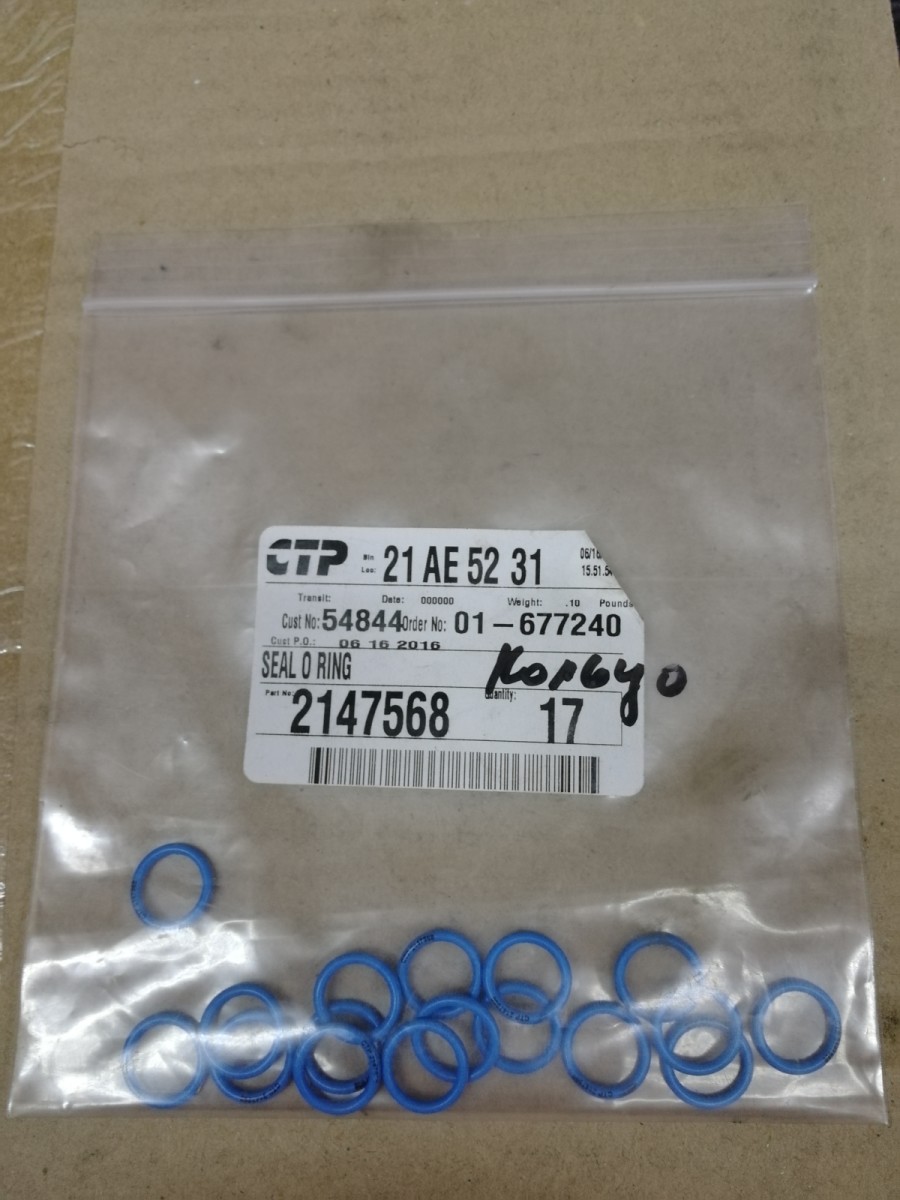 CTP Bin Loc: 21 AE 52 31 06/16
15.51.5
Transit: Date: 000000 Weight: .10 Pounds
Cust No: 54844 Order No: 01-677240
Cust P.O.: 06 16 2016
SEAL O RING
Кольцо
Part No: 2147568 Quantity: 17